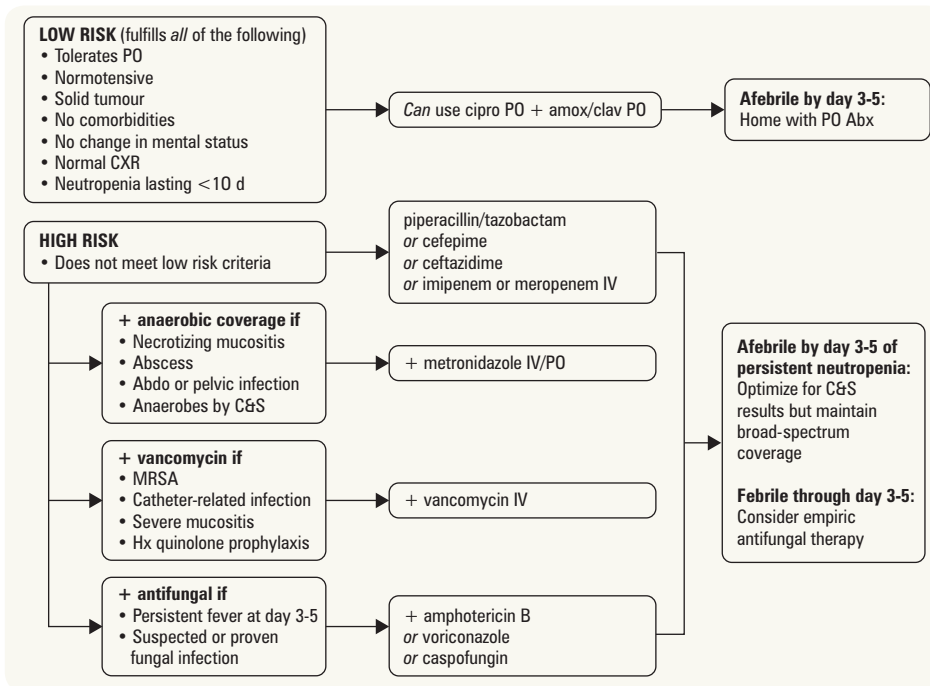 LOW RISK (fulfills all of the following)
• Tolerates PO
• Normotensive
• Solid tumour
• No comorbidities
• No change in mental status
• Normal CXR
• Neutropenia lasting <10 d
Can use cipro PO + amox/clav PO
Afebrile by day 3-5:
Home with PO Abx
HIGH RISK
• Does not meet low risk criteria
piperacillin/tazobactam
or cefepime
or ceftazidime
or imipenem or meropenem IV
+ anaerobic coverage if
• Necrotizing mucositis
• Abscess
• Abdo or pelvic infection
• Anaerobes by C&S
+ metronidazole IV/PO
+ vancomycin if
• MRSA
• Catheter-related infection
• Severe mucositis
• Hx quinolone prophylaxis
+ vancomycin IV
+ antifungal if
• Persistent fever at day 3-5
• Suspected or proven
fungal infection
+ amphotericin B
or voriconazole
or caspofungin
Afebrile by day 3-5 of
persistent neutropenia:
Optimize for C&S
results but maintain
broad-spectrum
coverage
Febrile through day 3-5:
Consider empiric
antifungal therapy